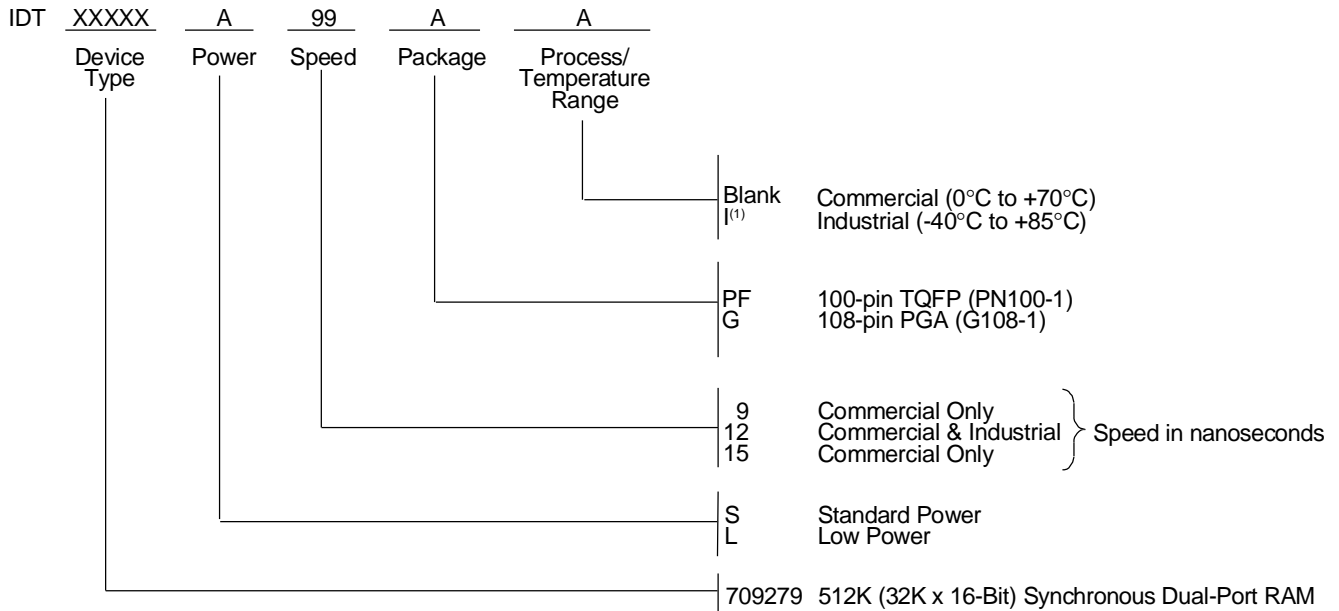 IDT XXXXX A 99 A A
Device Type Power Speed Package Process/ Temperature Range
Blank Commercial (0°C to +70°C)
I(1) Industrial (-40°C to +85°C)
PF 100-pin TQFP (PN100-1)
G 108-pin PGA (G108-1)
9 Commercial Only
12 Commercial & Industrial
15 Commercial Only
Speed in nanoseconds
S Standard Power
L Low Power
709279 512K (32K x 16-Bit) Synchronous Dual-Port RAM